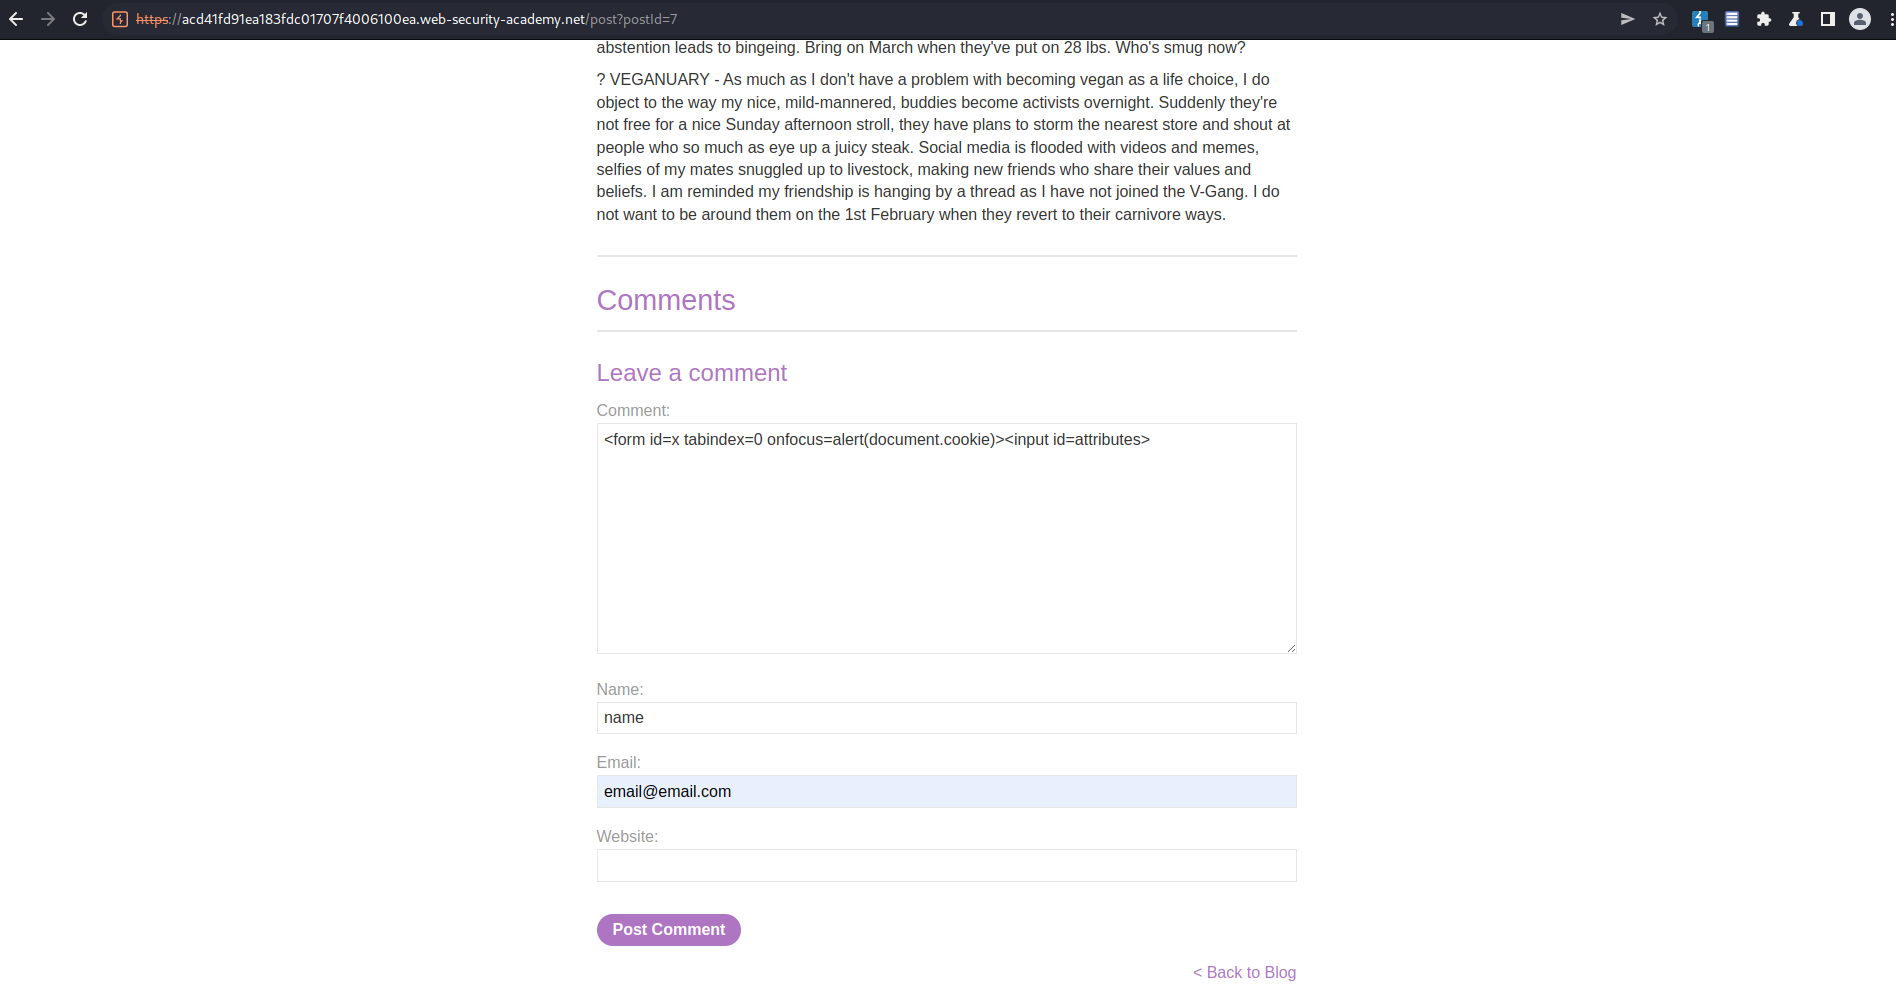 https://acd41fd91ea183fdc01707f4006100ea.web-security-academy.net/post?postId=7
1
abstention leads to bingeing. Bring on March when they've put on 28 lbs. Who's smug now?
? VEGANUARY - As much as I don't have a problem with becoming vegan as a life choice, I do
object to the way my nice, mild-mannered, buddies become activists overnight. Suddenly they're
not free for a nice Sunday afternoon stroll, they have plans to storm the nearest store and shout at
people who so much as eye up a juicy steak. Social media is flooded with videos and memes,
selfies of my mates snuggled up to livestock, making new friends who share their values and
beliefs. I am reminded my friendship is hanging by a thread as I have not joined the V-Gang. I do
not want to be around them on the 1st February when they revert to their carnivore ways.
Comments
Leave a comment
Comment:
<form id=x tabindex=0 onfocus=alert(document.cookie)><input id=attributes>
Name:
name
Email:
email@email.com
Website:
Post Comment
< Back to Blog